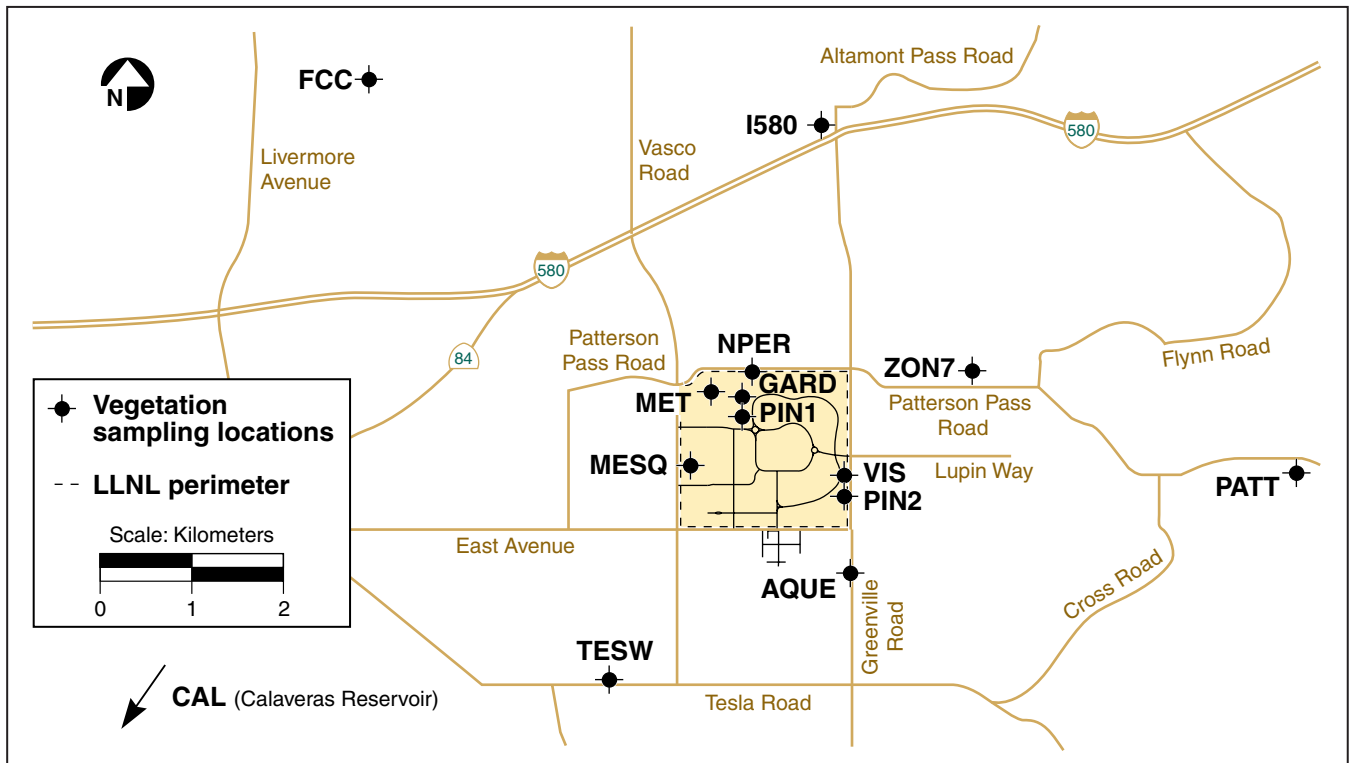 N
FCC
Livermore
Avenue
Vasco
Road
I580
Altamont Pass Road
580
580
84
Patterson
Pass Road
NPER
GARD
MET
PIN1
MESQ
VIS
PIN2
ZON7
Patterson Pass
Road
Flynn Road
Lupin Way
PATT
East Avenue
AQUE
Greenville
Road
Cross Road
TESW
Tesla Road
Vegetation
sampling locations
LLNL perimeter
Scale: Kilometers
0 1 2
CAL (Calaveras Reservoir)